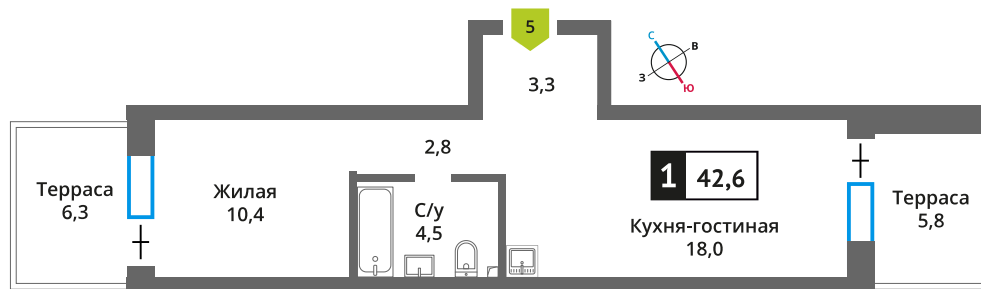 5
С
В
З
Ю
3,3
2,8
1 42,6
Терраса
6,3
Жилая
10,4
С/у
4,5
Кухня-гостиная
18,0
Терраса
5,8